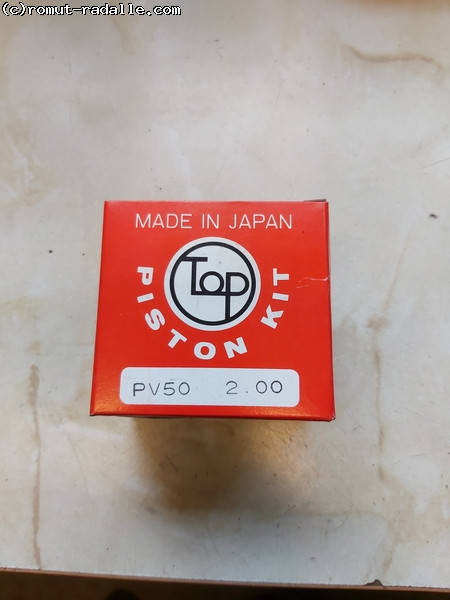 (c)romut-radalle.com
MADE IN JAPAN
Top
PISTON KIT
PV50 2.00